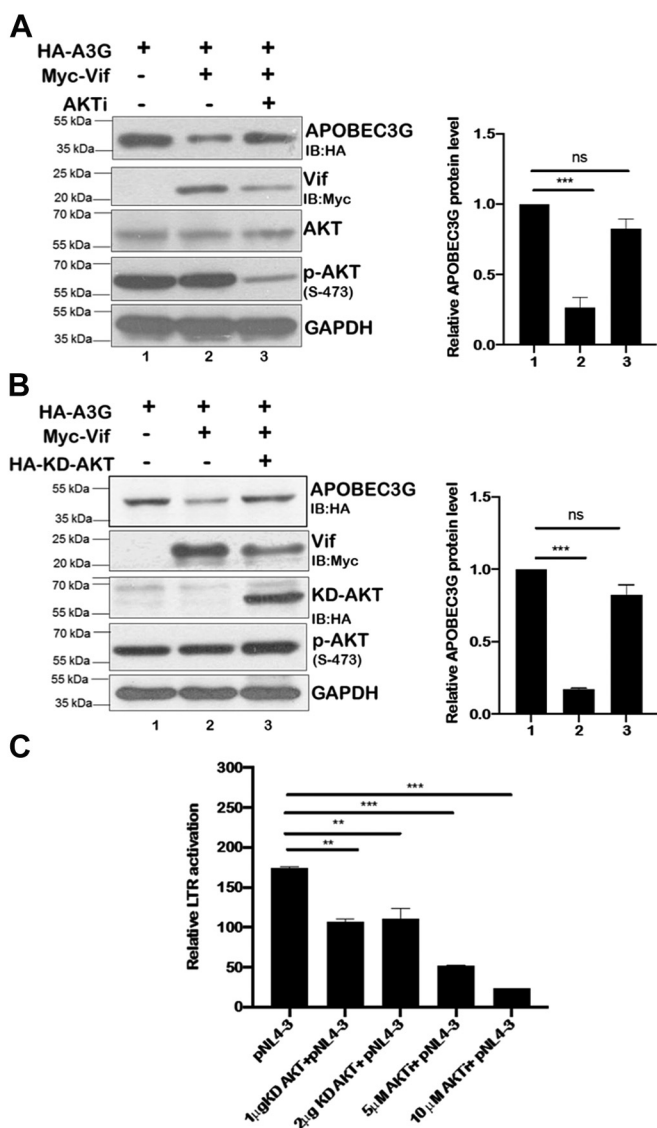 A
HA-A3G + + +
Myc-Vif - + +
AKTi - - +
55 kDa
35 kDa
APOBEC3G
IB:HA
25 kDa
20 kDa
Vif
IB:Myc
70 kDa
55 kDa
AKT
70 kDa
55 kDa
p-AKT
(S-473)
55 kDa
35 kDa
GAPDH
1 2 3
Relative APOBEC3G protein level
1.5
1.0
0.5
0.0
ns
***
1 2 3
B
HA-A3G + + +
Myc-Vif - + +
HA-KD-AKT - - +
55 kDa
35 kDa
APOBEC3G
IB:HA
25 kDa
20 kDa
Vif
IB:Myc
70 kDa
55 kDa
KD-AKT
IB:HA
70 kDa
55 kDa
p-AKT
(S-473)
55 kDa
35 kDa
GAPDH
1 2 3
Relative APOBEC3G protein level
1.5
1.0
0.5
0.0
ns
***
1 2 3
C
Relative LTR activation
300
250
200
150
100
50
0
***
***
**
**
pNL4-3
1µgKD AKT+pNL4-3
2µg KD AKT+ pNL4-3
5µM AKTi+ pNL4-3
10 µM AKTi+ pNL4-3